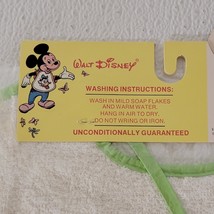 WALT DISNEY
WASHING INSTRUCTIONS:
WASH IN MILD SOAP FLAKES
AND WARM WATER.
HANG IN AIR TO DRY.
DO NOT WRING OR IRON.
UNCONDITIONALLY GUARANTEED